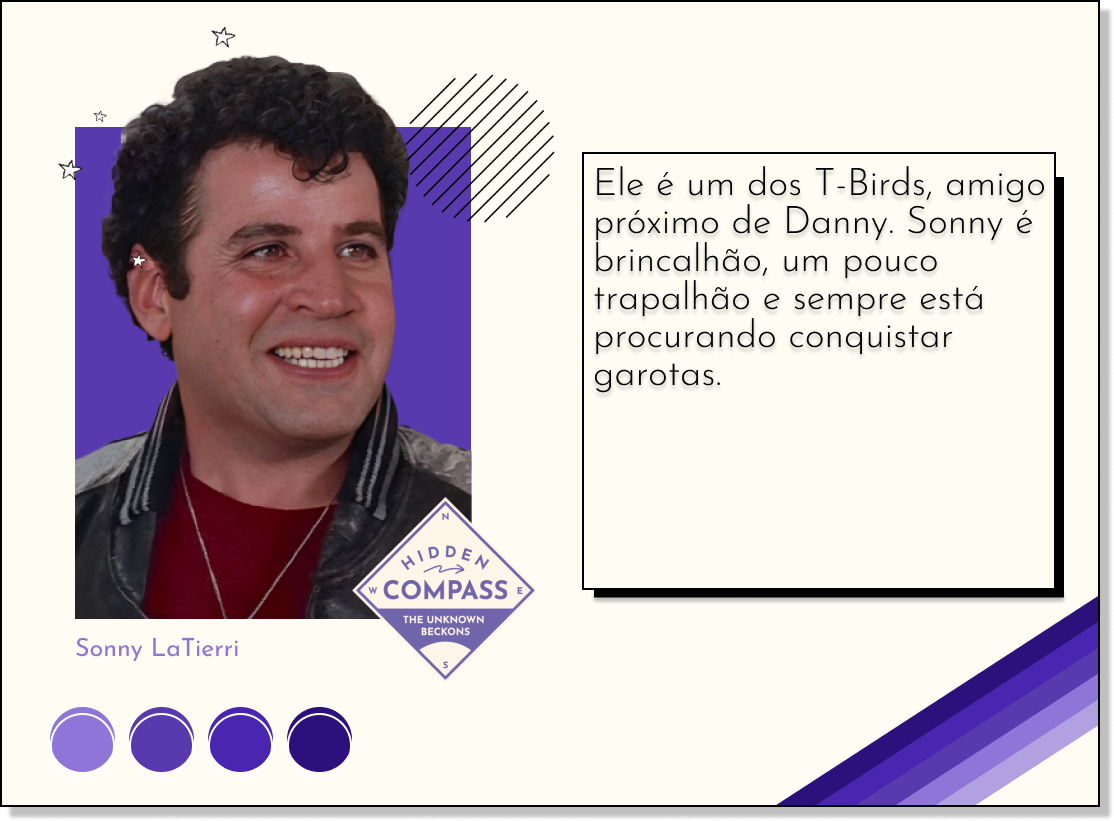 Ele é um dos T-Birds, amigo
próximo de Danny. Sonny é
brincalhão, um pouco
trapalhão e sempre está
procurando conquistar
garotas.
N
HIDDEN
W COMPASS E
THE UNKNOWN
BECKONS
S
Sonny LaTierri